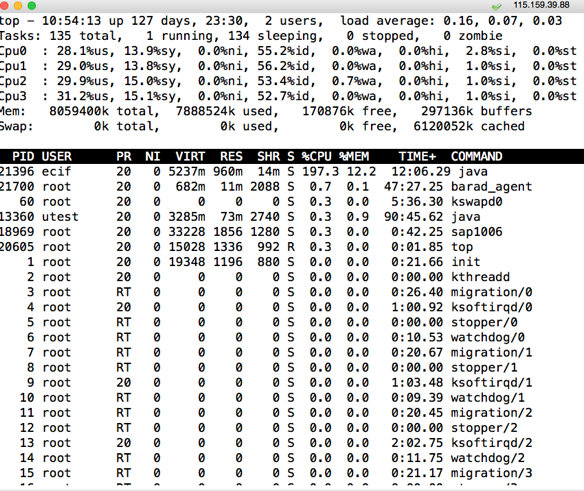 115.159.39.88
top - 10:54:13 up 127 days, 23:30,  2 users,  load average: 0.16, 0.07, 0.03
Tasks: 135 total,   1 running, 134 sleeping,   0 stopped,   0 zombie
Cpu0  : 28.1%us, 13.9%sy,  0.0%ni, 55.2%id,  0.0%wa,  0.0%hi,  2.8%si,  0.0%st
Cpu1  : 29.0%us, 13.8%sy,  0.0%ni, 56.2%id,  0.0%wa,  0.0%hi,  1.0%si,  0.0%st
Cpu2  : 29.9%us, 15.0%sy,  0.0%ni, 53.4%id,  0.7%wa,  0.0%hi,  1.0%si,  0.0%st
Cpu3  : 31.2%us, 15.1%sy,  0.0%ni, 52.7%id,  0.0%wa,  0.0%hi,  1.0%si,  0.0%st
Mem:   8059400k total,  7888524k used,   170876k free,   297136k buffers
Swap:        0k total,        0k used,        0k free,  6120052k cached
PID USER      PR  NI  VIRT  RES  SHR S %CPU %MEM    TIME+  COMMAND
21396 ecif      20   0 5237m 960m  14m S 197.3 12.2  12:06.29 java
21700 root      20   0  682m  11m 2088 S  0.7  0.1  47:27.25 barad_agent
60 root      20   0     0    0    0 S  0.3  0.0   5:36.30 kswapd0
13360 utest     20   0 3285m  73m 2740 S  0.3  0.9  90:45.62 java
18969 root      20   0 33228 1856 1280 S  0.3  0.0   0:42.25 sap1006
20605 root      20   0 15028 1336  992 R  0.3  0.0   0:01.85 top
1 root      20   0 19348 1196  880 S  0.0  0.0   0:21.66 init
2 root      20   0     0    0    0 S  0.0  0.0   0:00.00 kthreadd
3 root      RT   0     0    0    0 S  0.0  0.0   0:26.40 migration/0
4 root      20   0     0    0    0 S  0.0  0.0   1:00.92 ksoftirqd/0
5 root      RT   0     0    0    0 S  0.0  0.0   0:00.00 stopper/0
6 root      RT   0     0    0    0 S  0.0  0.0   0:10.53 watchdog/0
7 root      RT   0     0    0    0 S  0.0  0.0   0:20.67 migration/1
8 root      RT   0     0    0    0 S  0.0  0.0   0:00.00 stopper/1
9 root      20   0     0    0    0 S  0.0  0.0   1:03.48 ksoftirqd/1
10 root      RT   0     0    0    0 S  0.0  0.0   0:09.39 watchdog/1
11 root      RT   0     0    0    0 S  0.0  0.0   0:20.45 migration/2
12 root      RT   0     0    0    0 S  0.0  0.0   0:00.00 stopper/2
13 root      20   0     0    0    0 S  0.0  0.0   2:02.75 ksoftirqd/2
14 root      RT   0     0    0    0 S  0.0  0.0   0:11.75 watchdog/2
15 root      RT   0     0    0    0 S  0.0  0.0   0:21.17 migration/3